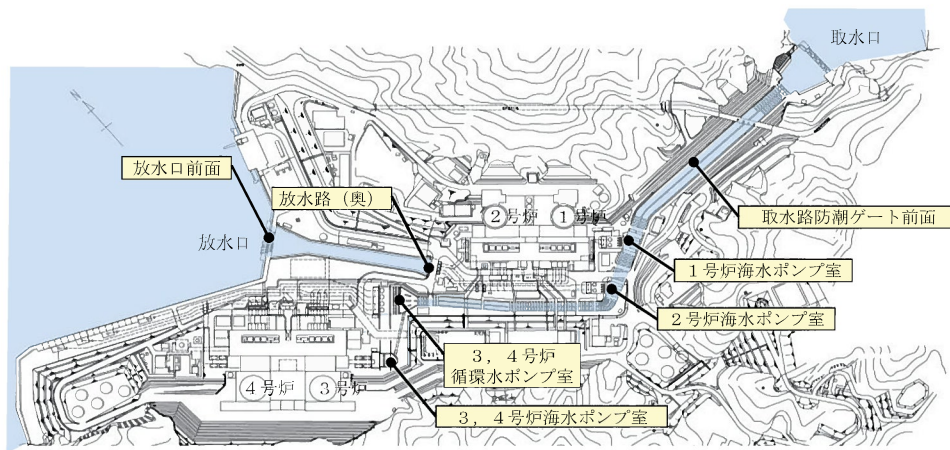 取水口
N
放水口前面
放水路（奥）
２号炉
１号炉
取水路防潮ゲート前面
放水口
１号炉海水ポンプ室
２号炉海水ポンプ室
３，４号炉
循環水ポンプ室
４号炉
３号炉
３，４号炉海水ポンプ室